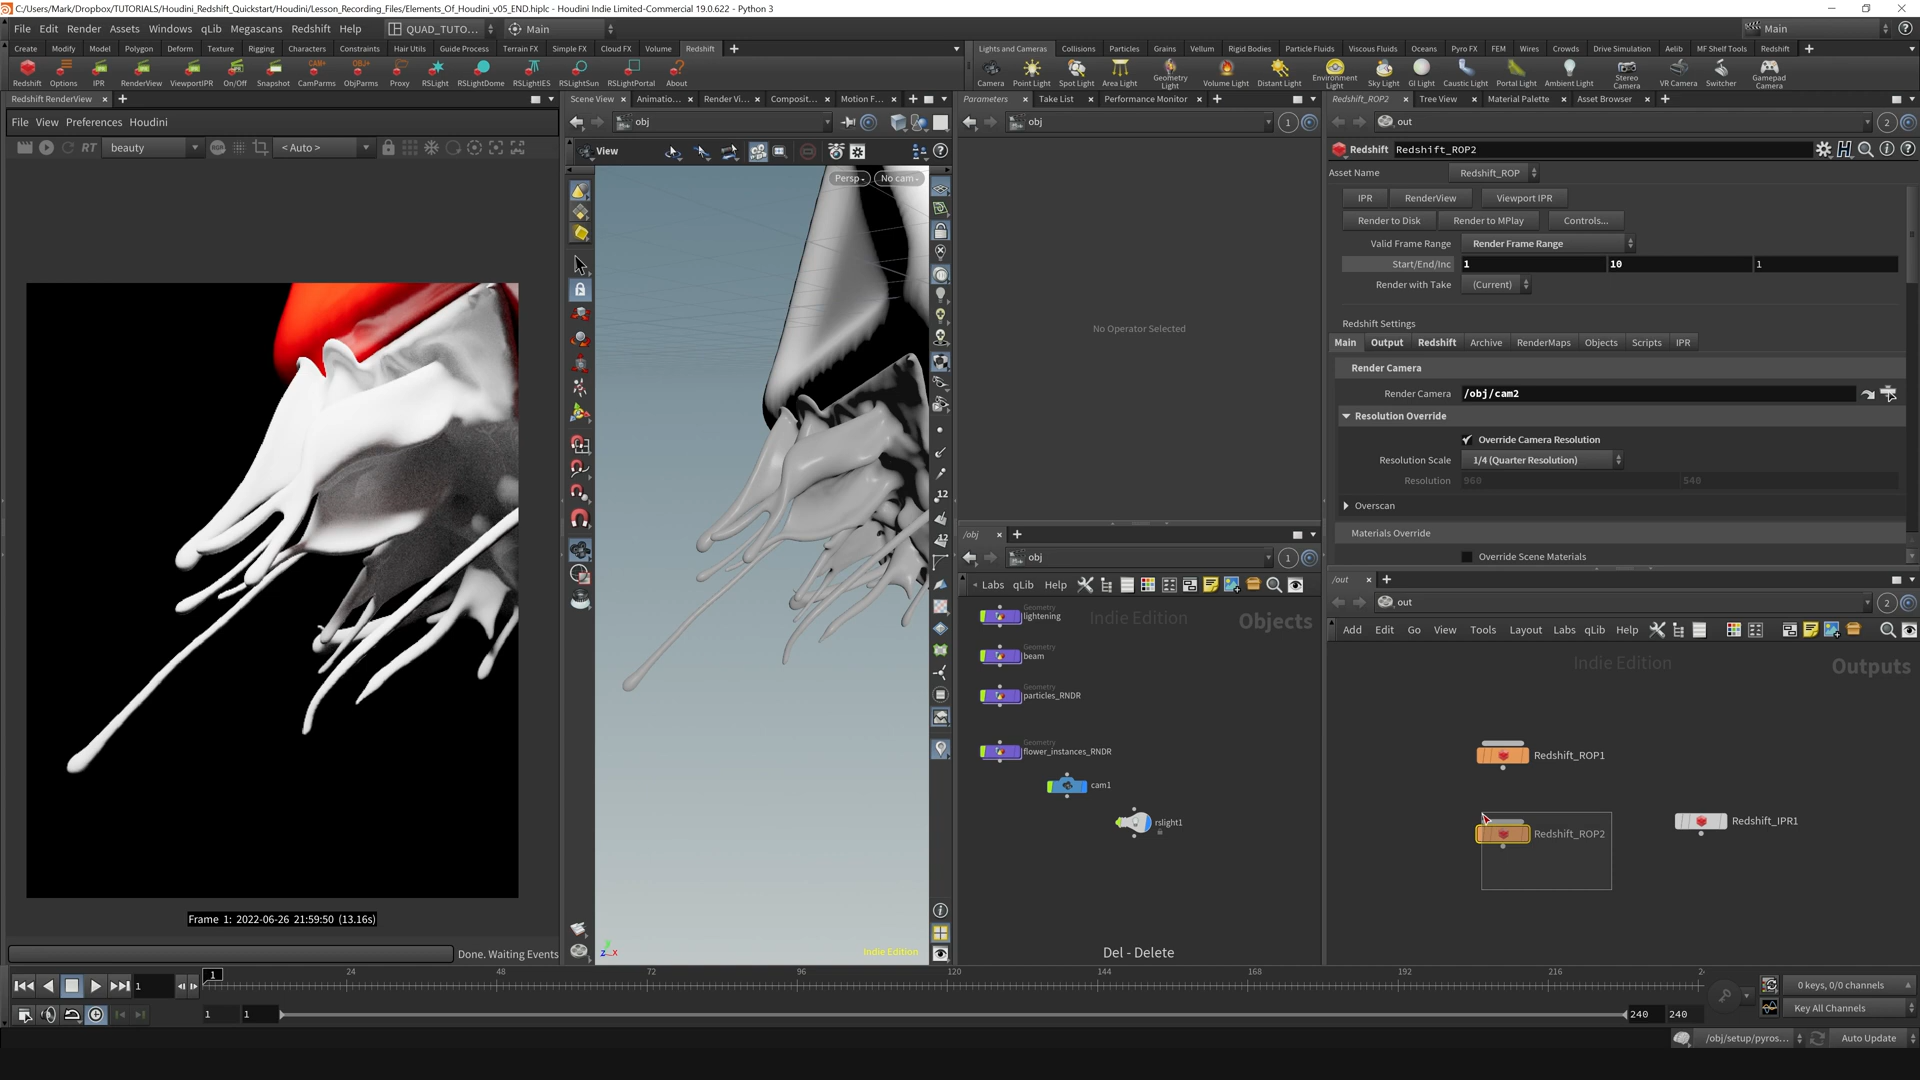 C:/Users/Mark/Dropbox/TUTORIALS/Houdini_Redshift_Quickstart/Houdini/Lesson_Recording_Files/Elements_Of_Houdini_v05_END.hiplc - Houdini Indie Limited-Commercial 19.0.622 - Python 3
File Edit Render Assets Windows qLib Megascans Redshift Help QUAD_TUTO... Main Main
Create Modify Model Polygon Deform Texture Rigging Characters Constraints Hair Utils Guide Process Terrain FX Simple FX Cloud FX Volume Redshift
Lights and Cameras Collisions Particles Grains Vellum Rigid Bodies Particle Fluids Viscous Fluids Oceans Pyro FX FEM Wires Crowds Drive Simulation Aelib MF Shelf Tools Redshift
Redshift Options IPR RenderView ViewportIPR On/Off Snapshot CamParms ObjParms Proxy RSLight RSLightDome RSLightIES RSLightSun RSLightPortal About
Camera Point Light Spot Light Area Light Geometry Light Volume Light Distant Light Environment Light Sky Light GI Light Caustic Light Portal Light Ambient Light Stereo Camera VR Camera Switcher Gamepad Camera
Redshift RenderView
File View Preferences Houdini
RT beauty < Auto >
Frame 1: 2022-06-26 21:59:50 (13.16s)
Done. Waiting Events
Scene View Animatio... Render Vi... Composit... Motion F...
obj
View
Persp No cam
12
12
Indie Edition
Parameters Take List Performance Monitor
obj 1
No Operator Selected
/obj
obj 1
Labs qLib Help
Indie Edition Objects
Geometry
lightening
Geometry
beam
Geometry
particles_RNDR
Geometry
flower_instances_RNDR
cam1
rslight1
Del - Delete
Redshift_ROP2 Tree View Material Palette Asset Browser
out 2
Redshift Redshift_ROP2
Asset Name Redshift_ROP
IPR RenderView Viewport IPR
Render to Disk Render to MPlay Controls...
Valid Frame Range Render Frame Range
Start/End/Inc 1 10 1
Render with Take (Current)
Redshift Settings
Main Output Redshift Archive RenderMaps Objects Scripts IPR
Render Camera
Render Camera /obj/cam2
Resolution Override
Override Camera Resolution
Resolution Scale 1/4 (Quarter Resolution)
Resolution 960 540
Overscan
Materials Override
Override Scene Materials
/out
out 2
Add Edit Go View Tools Layout Labs qLib Help
Indie Edition Outputs
Redshift_ROP1
Redshift_ROP2
Redshift_IPR1
1 24 48 72 96 120 144 168 192 216
1
1 1 240 240
0 keys, 0/0 channels
Key All Channels
/obj/setup/pyros... Auto Update